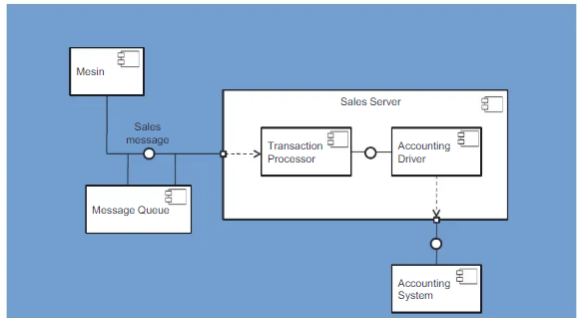 Mesin
Sales
message
Message Queue
Sales Server
Transaction
Processor
Accounting
Driver
Accounting
System